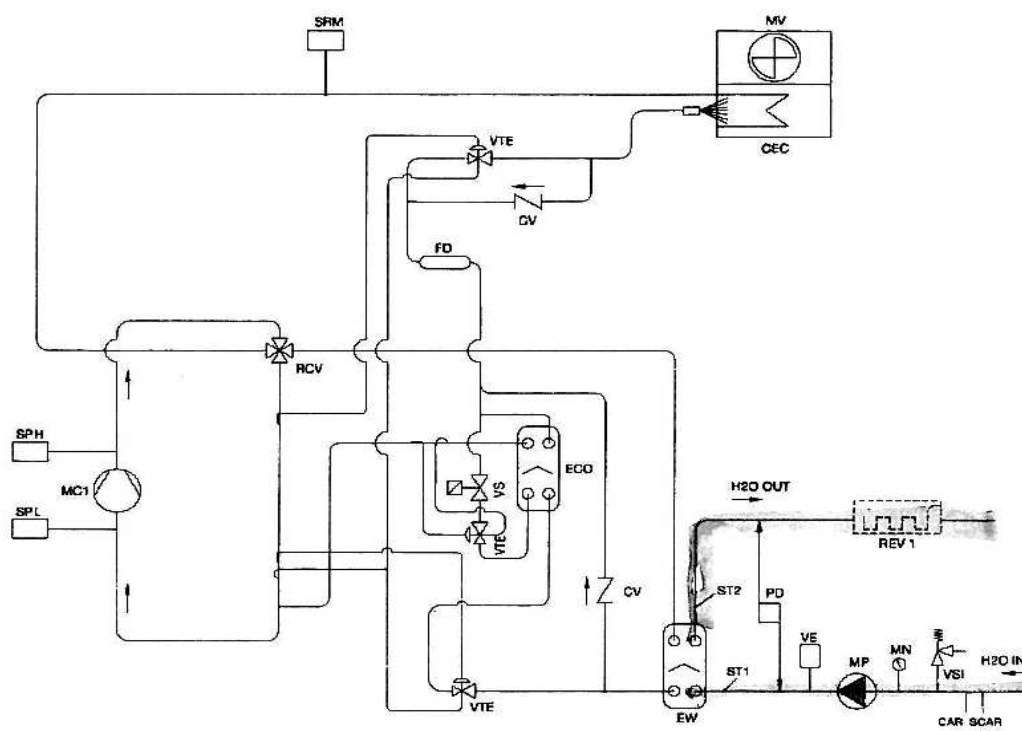 SRM
MV
VTE
CEC
CV
FD
RCV
SPH
ECO
MC1
VS
H2O OUT
SPL
VTE
REV 1
CV
ST2
PD
VE
MN
MP
VSI
H2O IN
ST1
VTE
EW
CAR SCAR